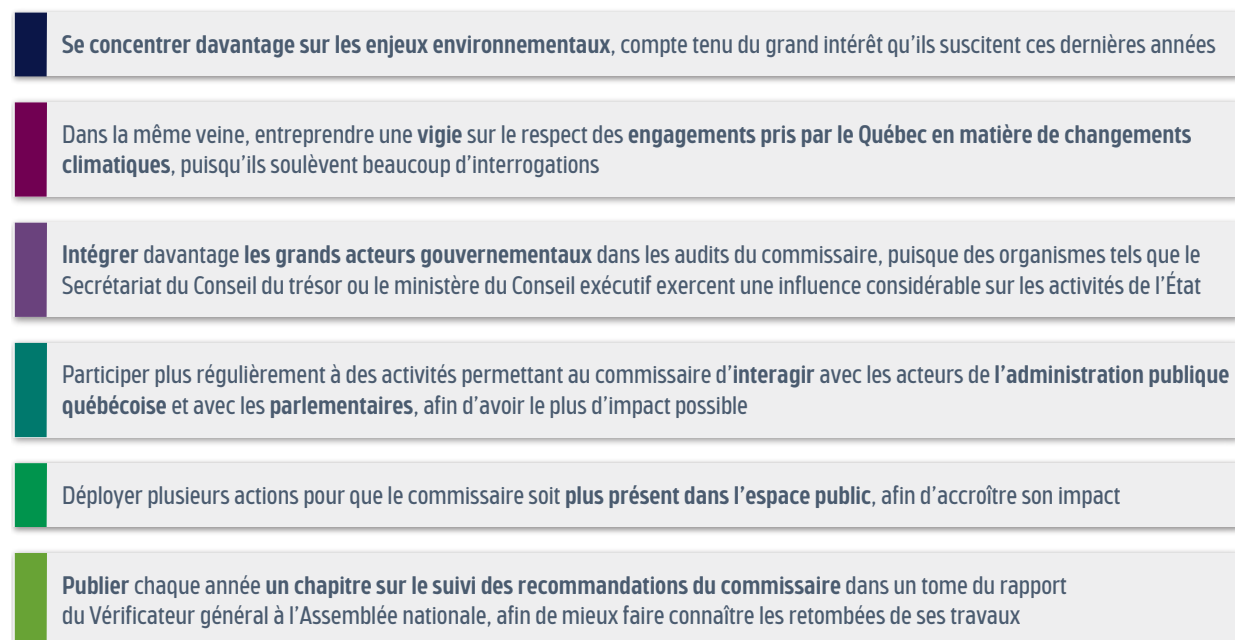 Se concentrer davantage sur les enjeux environnementaux, compte tenu du grand intérêt qu’ils suscitent ces dernières années
Dans la même veine, entreprendre une vigie sur le respect des engagements pris par le Québec en matière de changements
climatiques, puisqu’ils soulèvent beaucoup d’interrogations
Intégrer davantage les grands acteurs gouvernementaux dans les audits du commissaire, puisque des organismes tels que le
Secrétariat du Conseil du trésor ou le ministère du Conseil exécutif exercent une influence considérable sur les activités de l’État
Participer plus régulièrement à des activités permettant au commissaire d’interagir avec les acteurs de l’administration publique
québécoise et avec les parlementaires, afin d’avoir le plus d’impact possible
Déployer plusieurs actions pour que le commissaire soit plus présent dans l’espace public, afin d’accroître son impact
Publier chaque année un chapitre sur le suivi des recommandations du commissaire dans un tome du rapport
du Vérificateur général à l’Assemblée nationale, afin de mieux faire connaître les retombées de ses travaux